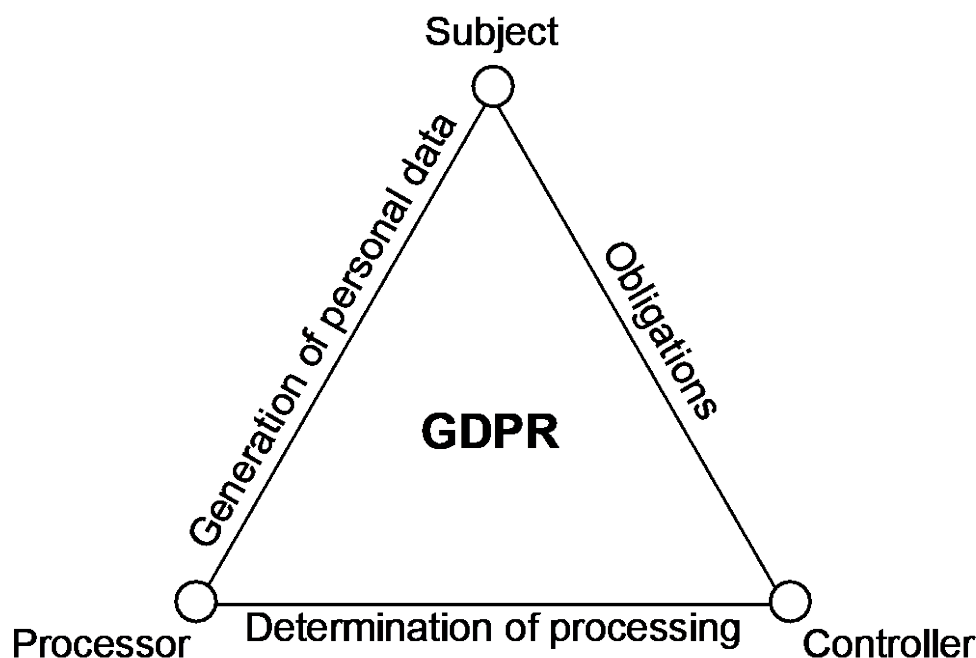 Subject
Generation of personal data
Obligations
GDPR
Processor
Determination of processing
Controller